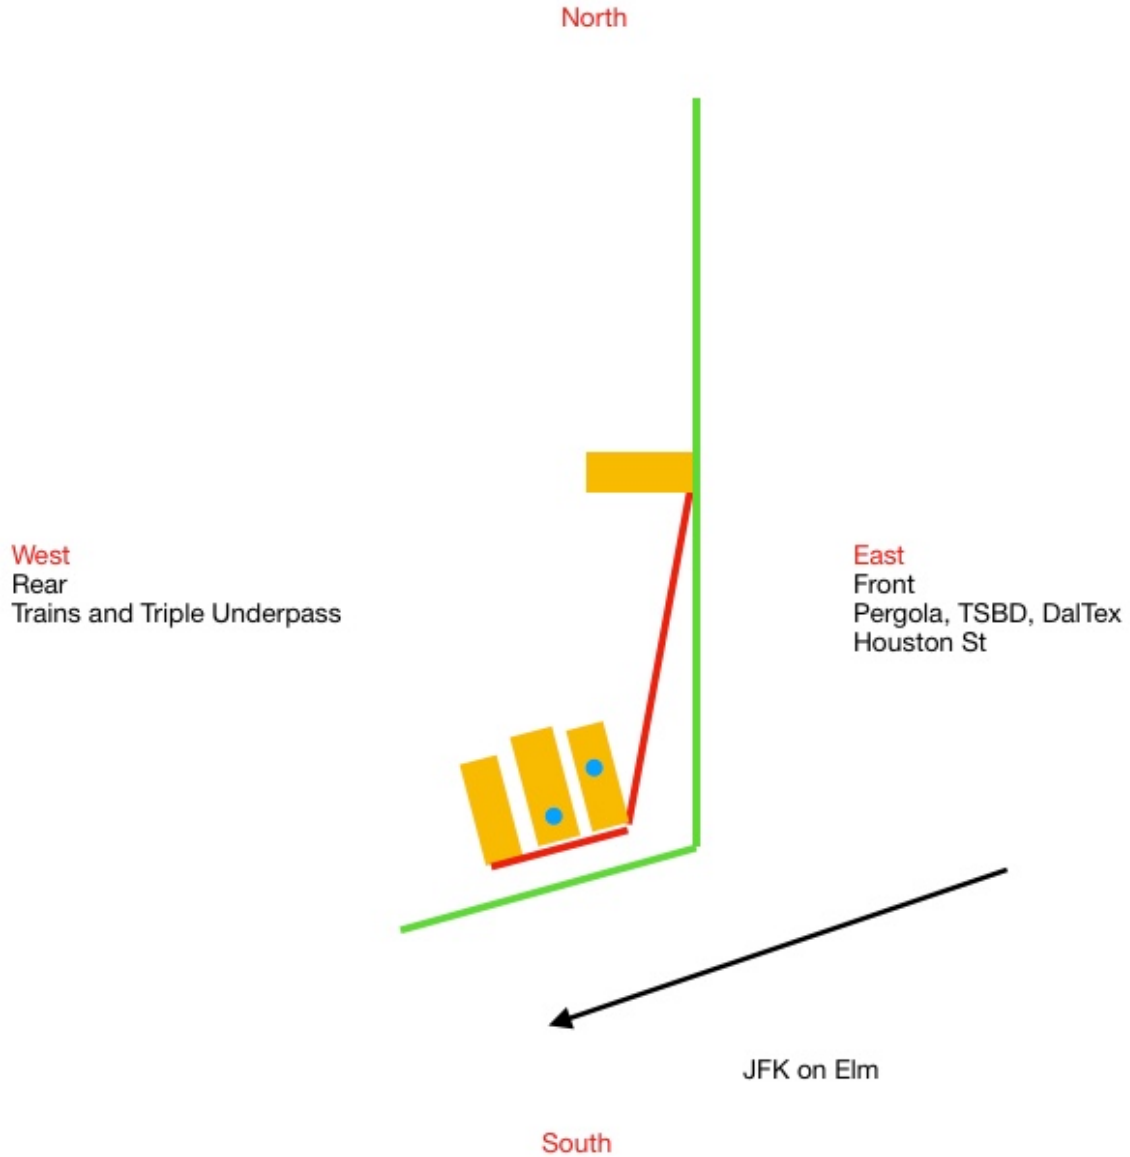 North
West
Rear
Trains and Triple Underpass
East
Front
Pergola, TSBD, DalTex
Houston St
JFK on Elm
South